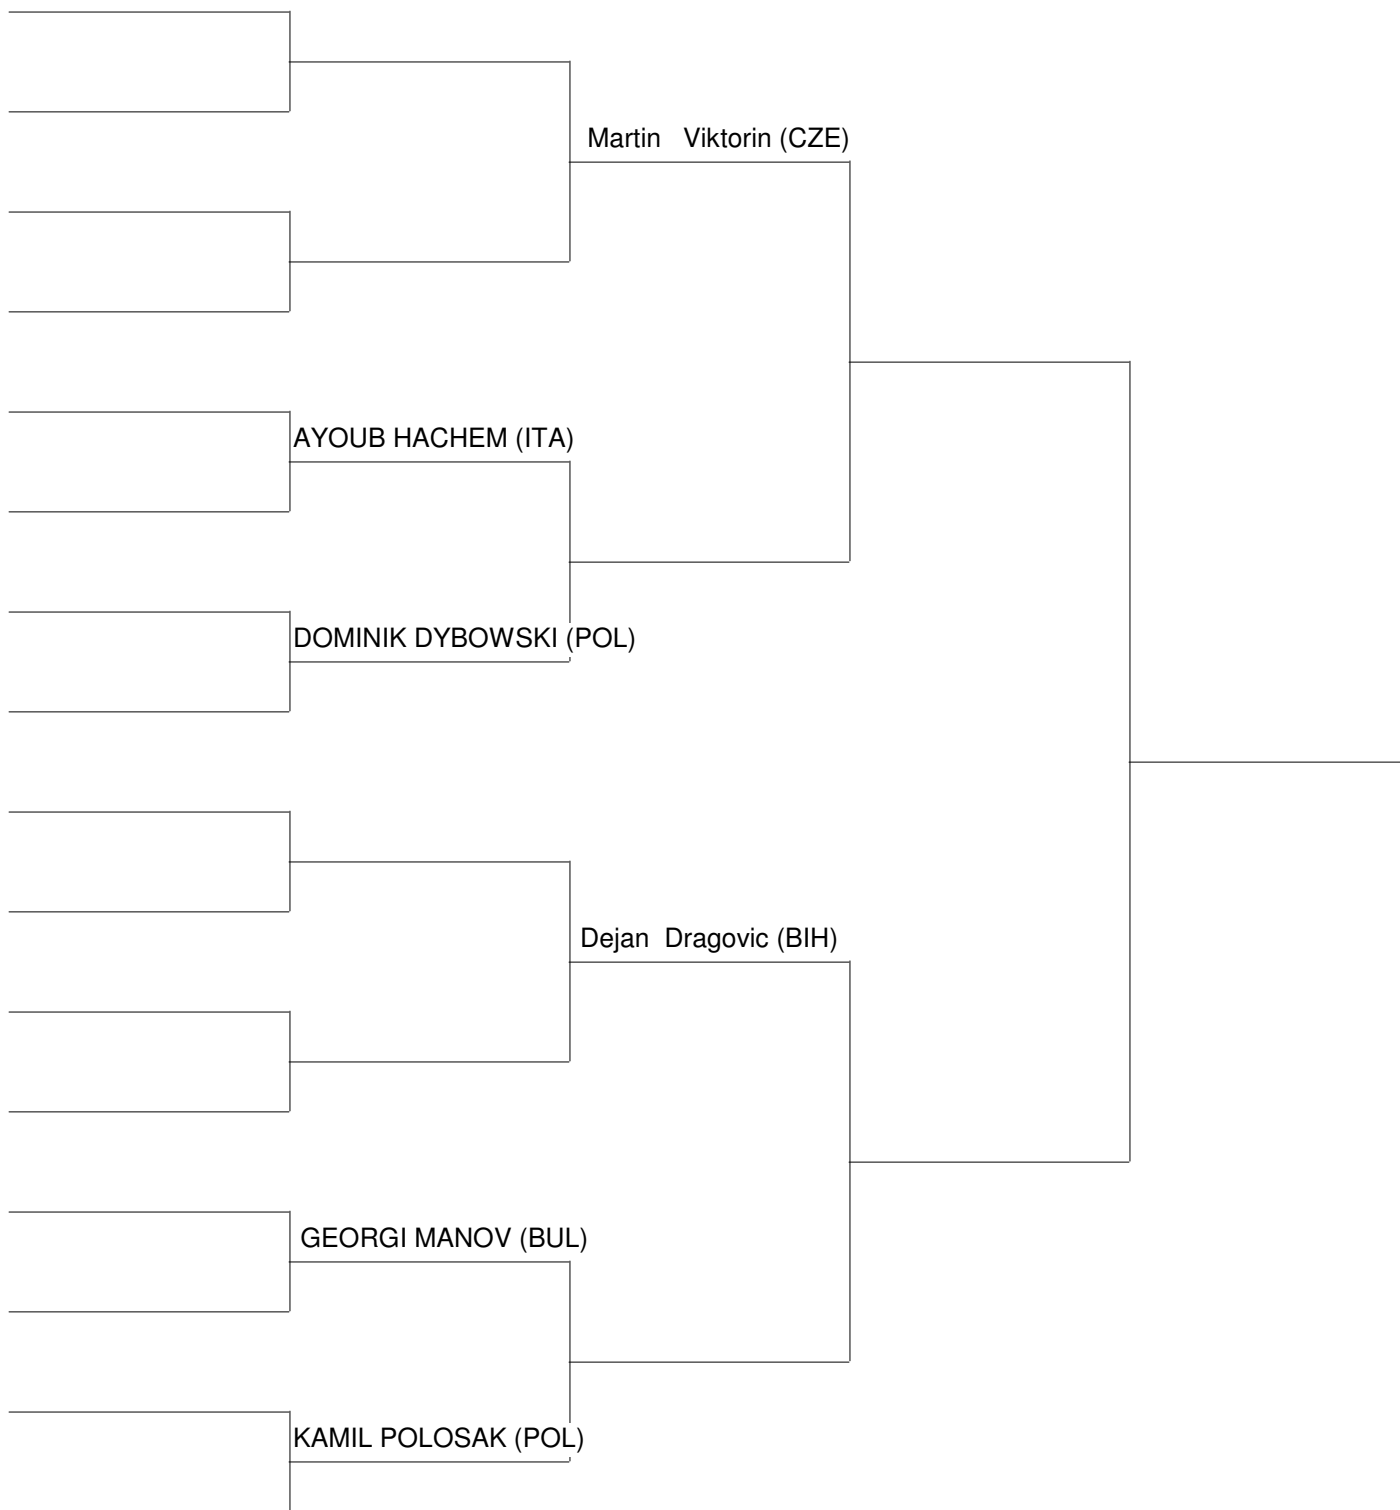 Martin Viktorin (CZE)
AYOUB HACHEM (ITA)
DOMINIK DYBOWSKI (POL)
Dejan Dragovic (BIH)
GEORGI MANOV (BUL)
KAMIL POLOSAK (POL)